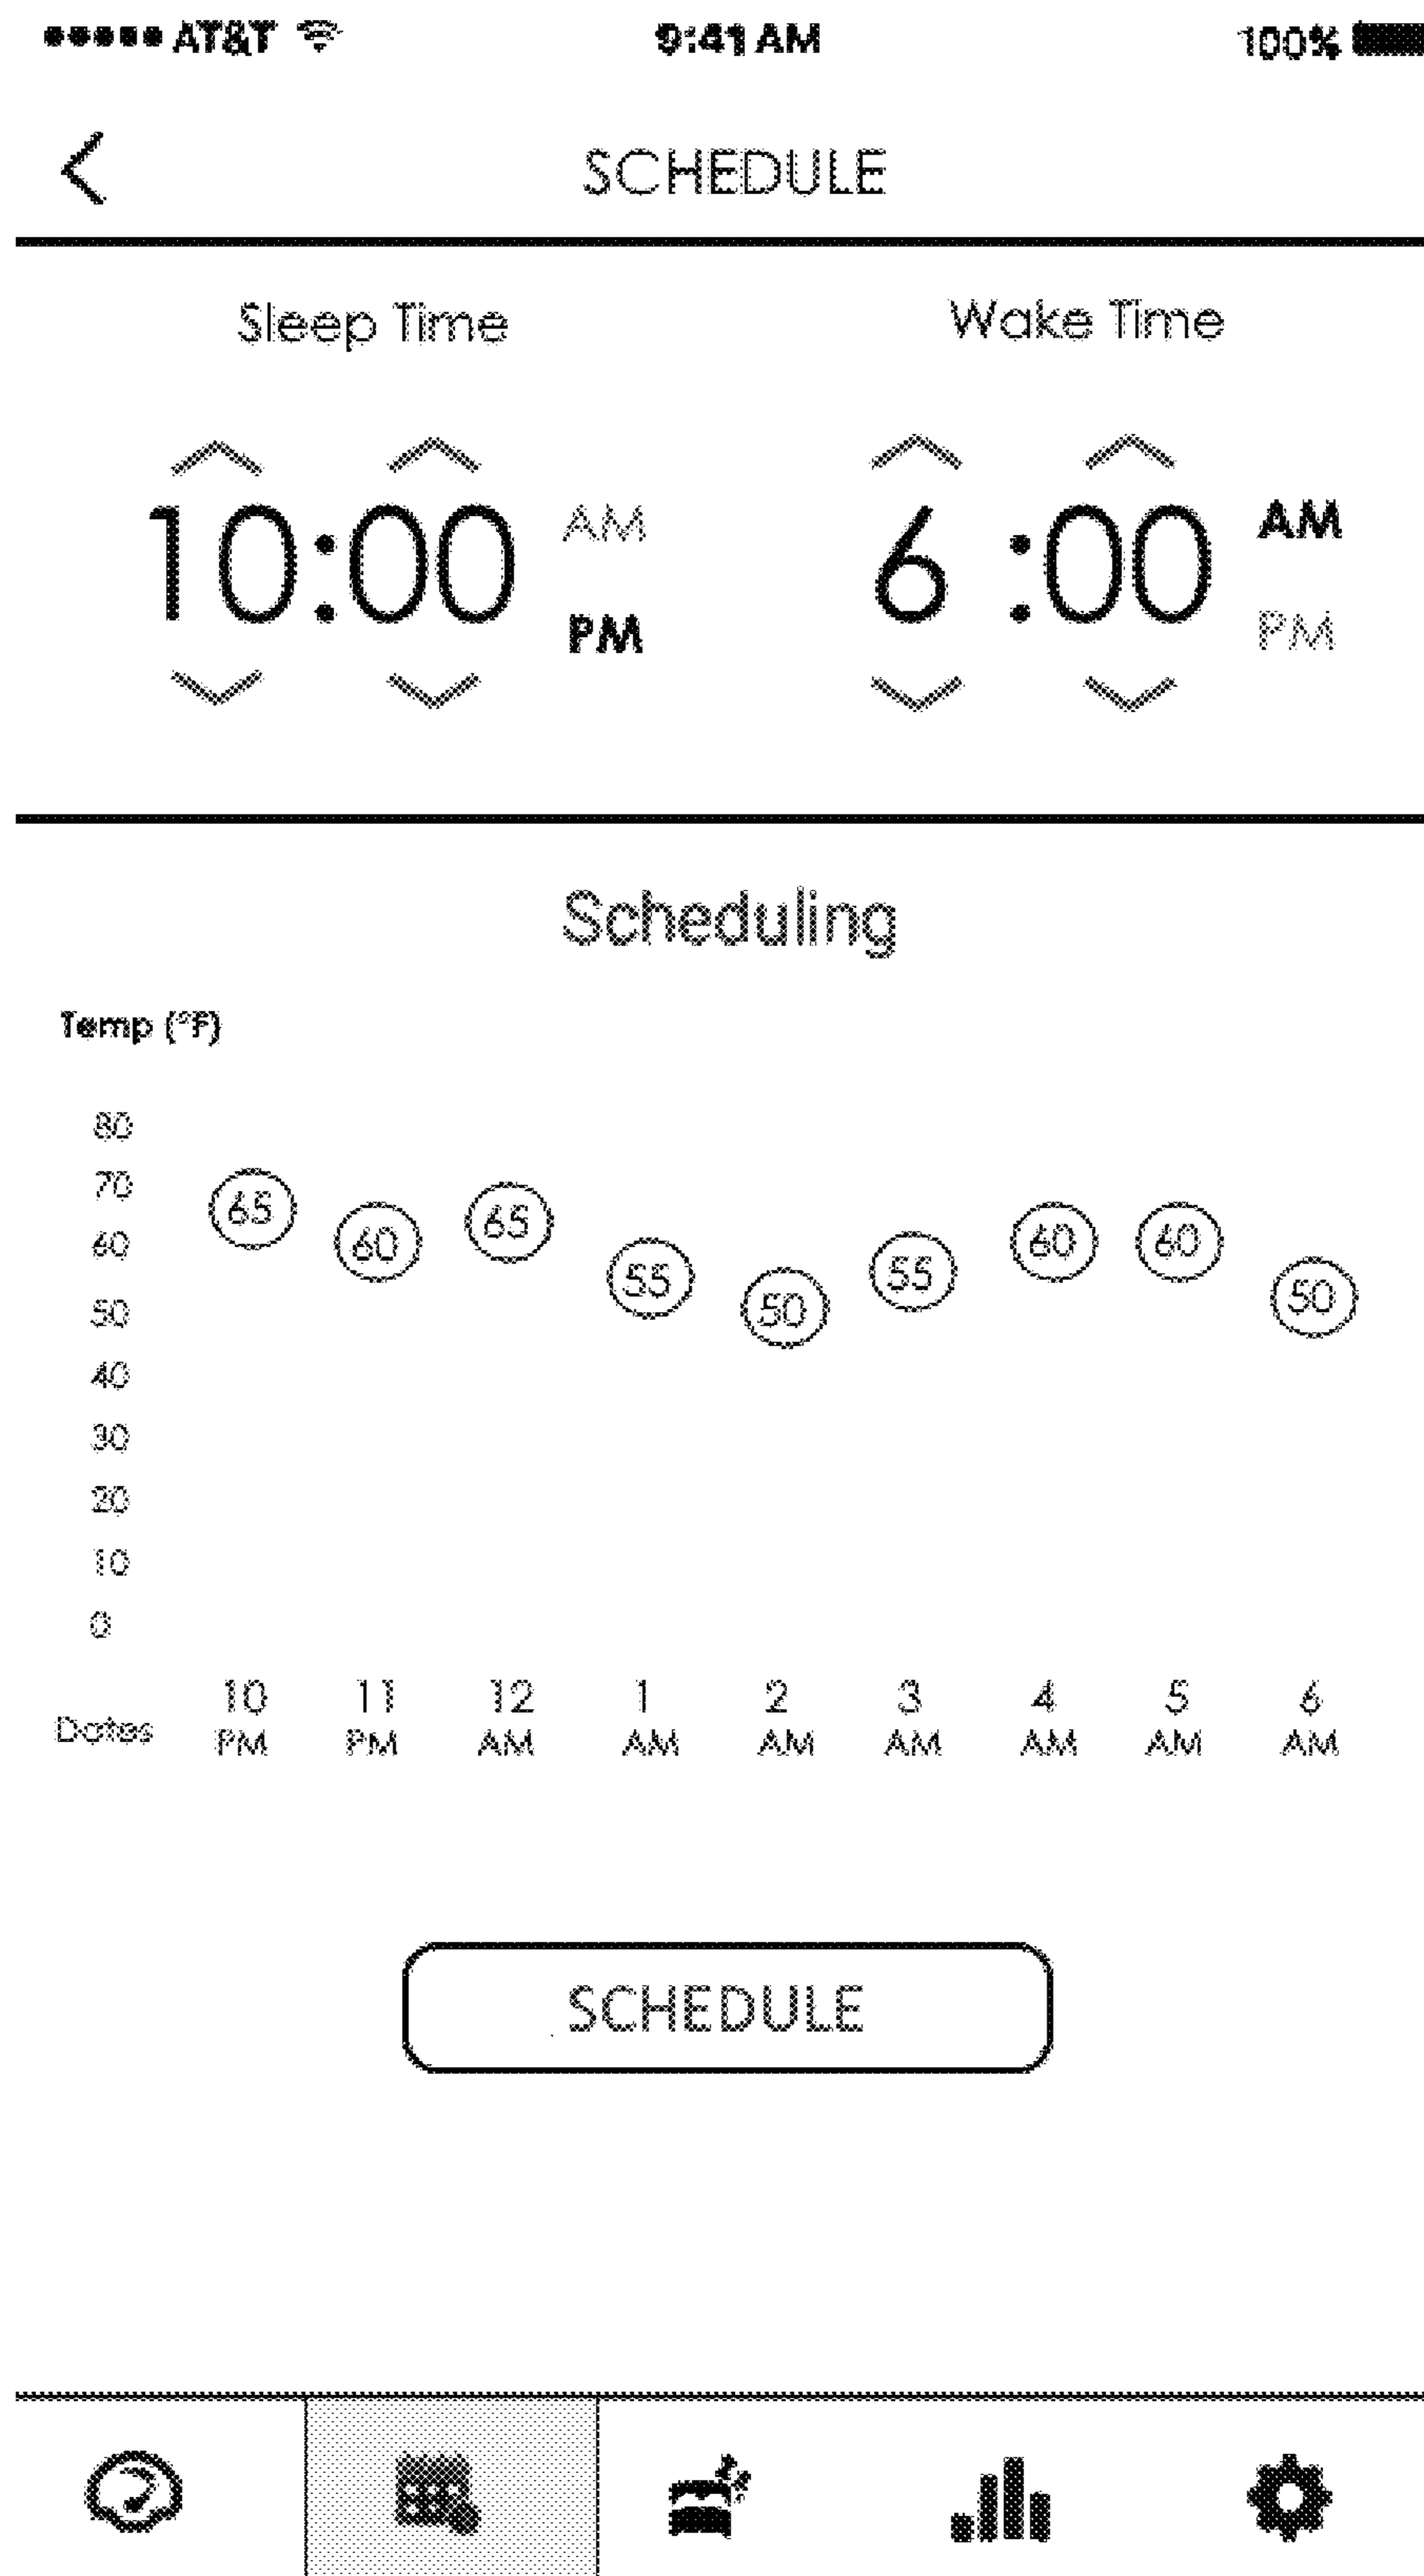 AT&T 9:41 AM 100%
SCHEDULE
Sleep Time Wake Time
10:00 AM PM 6:00 AM PM
Scheduling
Temp (°F)
80
70
60
50
40
30
20
10
0
65 60 65 55 50 55 60 60 50
Dates 10 PM 11 PM 12 AM 1 AM 2 AM 3 AM 4 AM 5 AM 6 AM
SCHEDULE